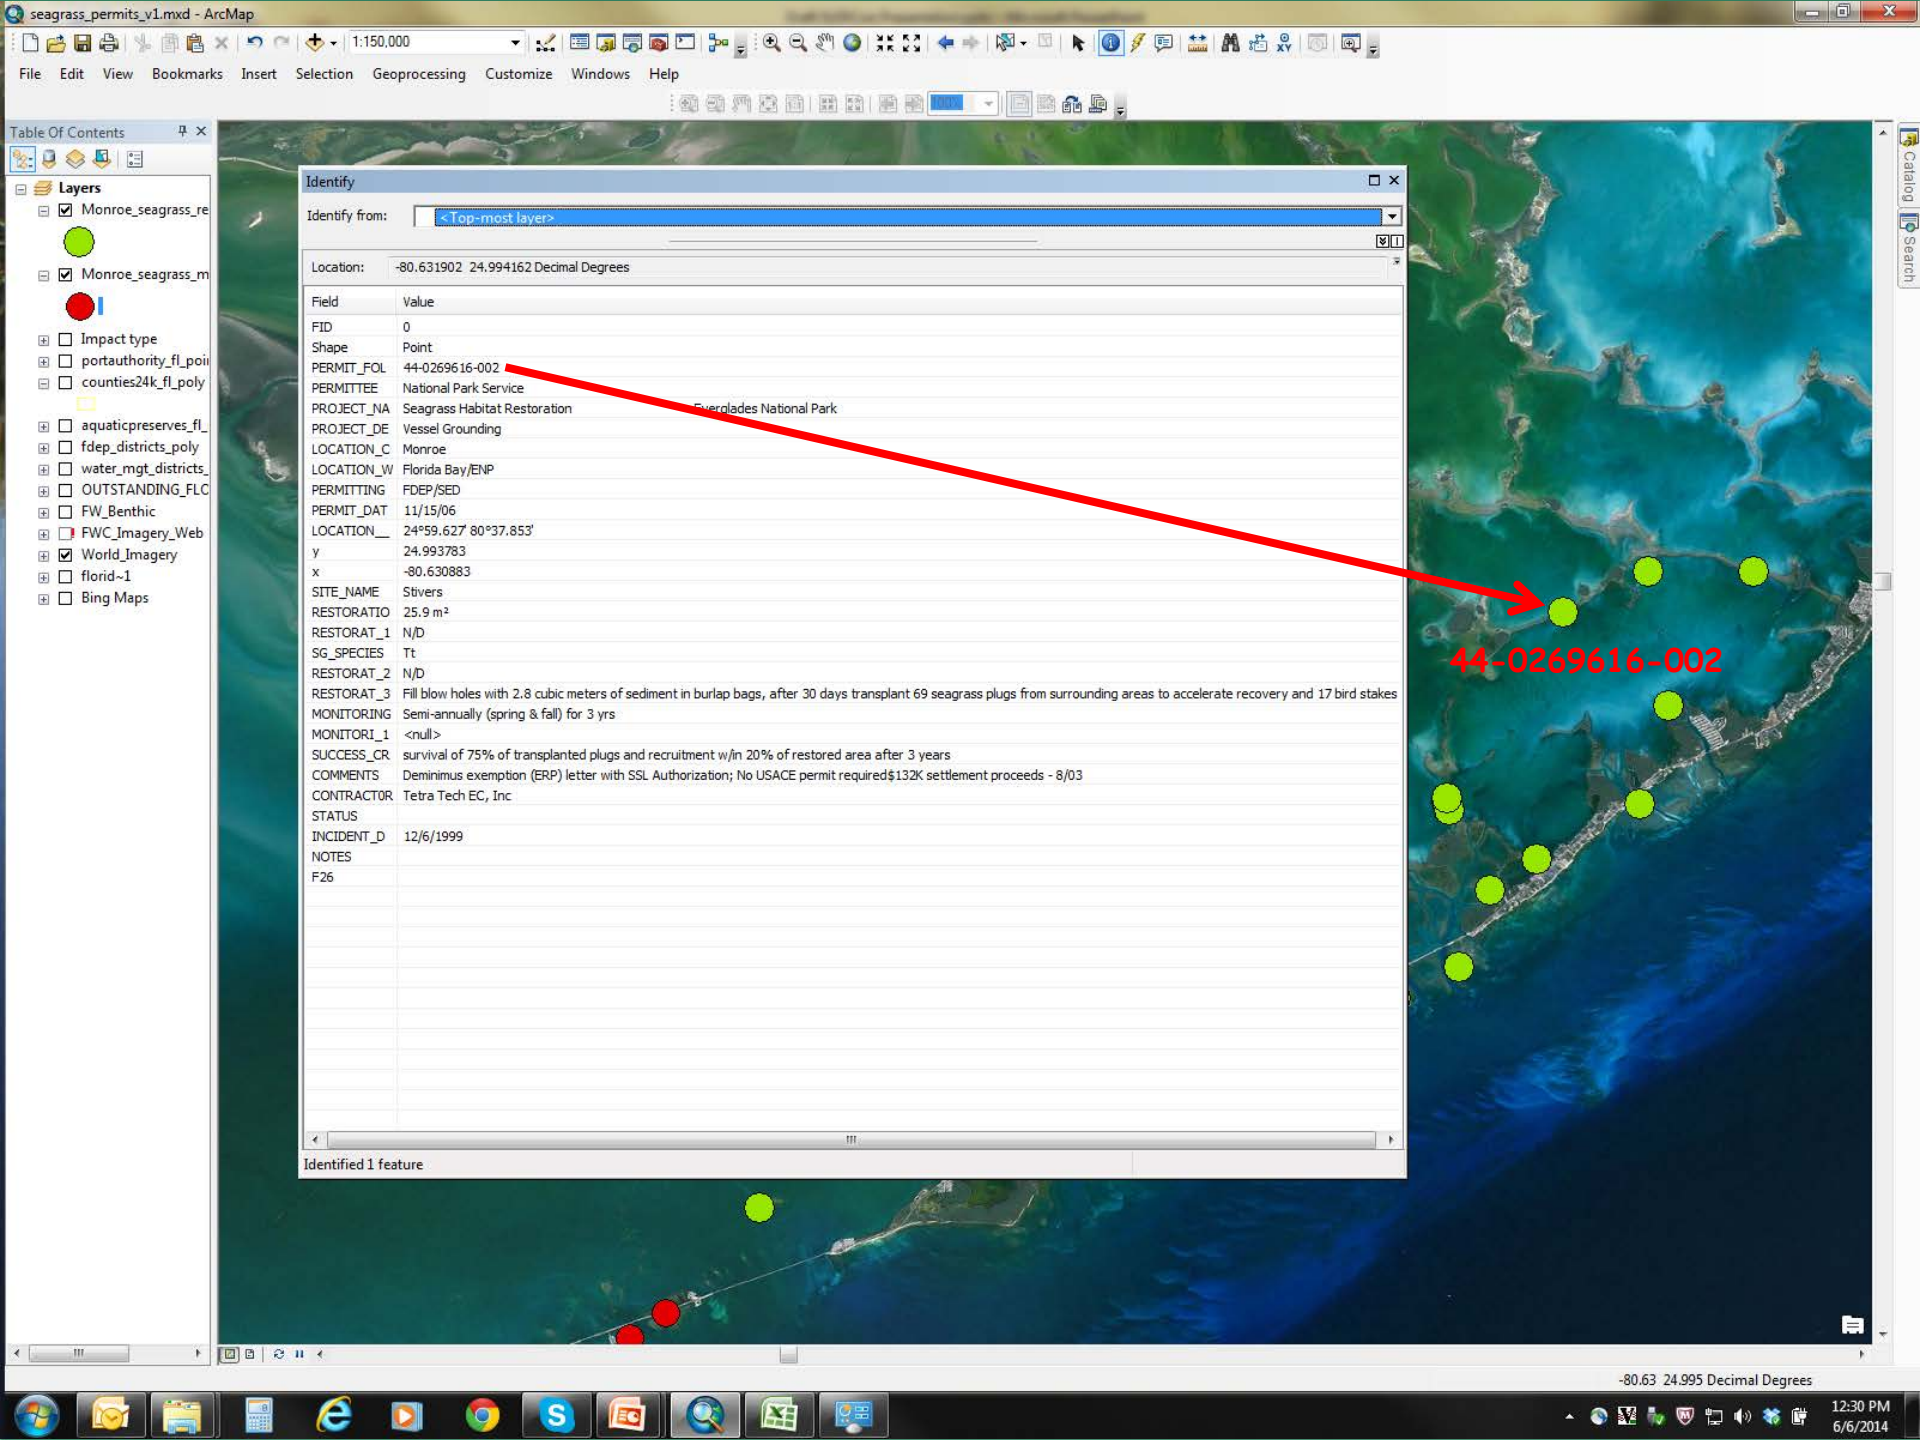 seagrass_permits_v1.mxd - ArcMap
1:150,000
File Edit View Bookmarks Insert Selection Geoprocessing Customize Windows Help
100%
Table Of Contents
Layers
Monroe_seagrass_re
Monroe_seagrass_m
Impact type
portauthority_fl_poi
counties24k_fl_poly
aquaticpreserves_fl_
fdep_districts_poly
water_mgt_districts_
OUTSTANDING_FLO
FW_Benthic
FWC_Imagery_Web
World_Imagery
florid~1
Bing Maps
Identify
Identify from: <Top-most layer>
Location: -80.631902 24.994162 Decimal Degrees
Field Value
FID 0
Shape Point
PERMIT_FOL 44-0269616-002
PERMITTEE National Park Service
PROJECT_NA Seagrass Habitat Restoration Everglades National Park
PROJECT_DE Vessel Grounding
LOCATION_C Monroe
LOCATION_W Florida Bay/ENP
PERMITTING FDEP/SED
PERMIT_DAT 11/15/06
LOCATION__ 24°59.627' 80°37.853'
y 24.993783
x -80.630883
SITE_NAME Stivers
RESTORATIO 25.9 m²
RESTORAT_1 N/D
SG_SPECIES Tt
RESTORAT_2 N/D
RESTORAT_3 Fill blow holes with 2.8 cubic meters of sediment in burlap bags, after 30 days transplant 69 seagrass plugs from surrounding areas to accelerate recovery and 17 bird stakes
MONITORING Semi-annually (spring & fall) for 3 yrs
MONITORI_1 <null>
SUCCESS_CR survival of 75% of transplanted plugs and recruitment w/in 20% of restored area after 3 years
COMMENTS Deminimus exemption (ERP) letter with SSL Authorization; No USACE permit required$132K settlement proceeds - 8/03
CONTRACT0R Tetra Tech EC, Inc
STATUS
INCIDENT_D 12/6/1999
NOTES
F26
Identified 1 feature
44-0269616-002
Catalog
Search
-80.63 24.995 Decimal Degrees
12:30 PM
6/6/2014